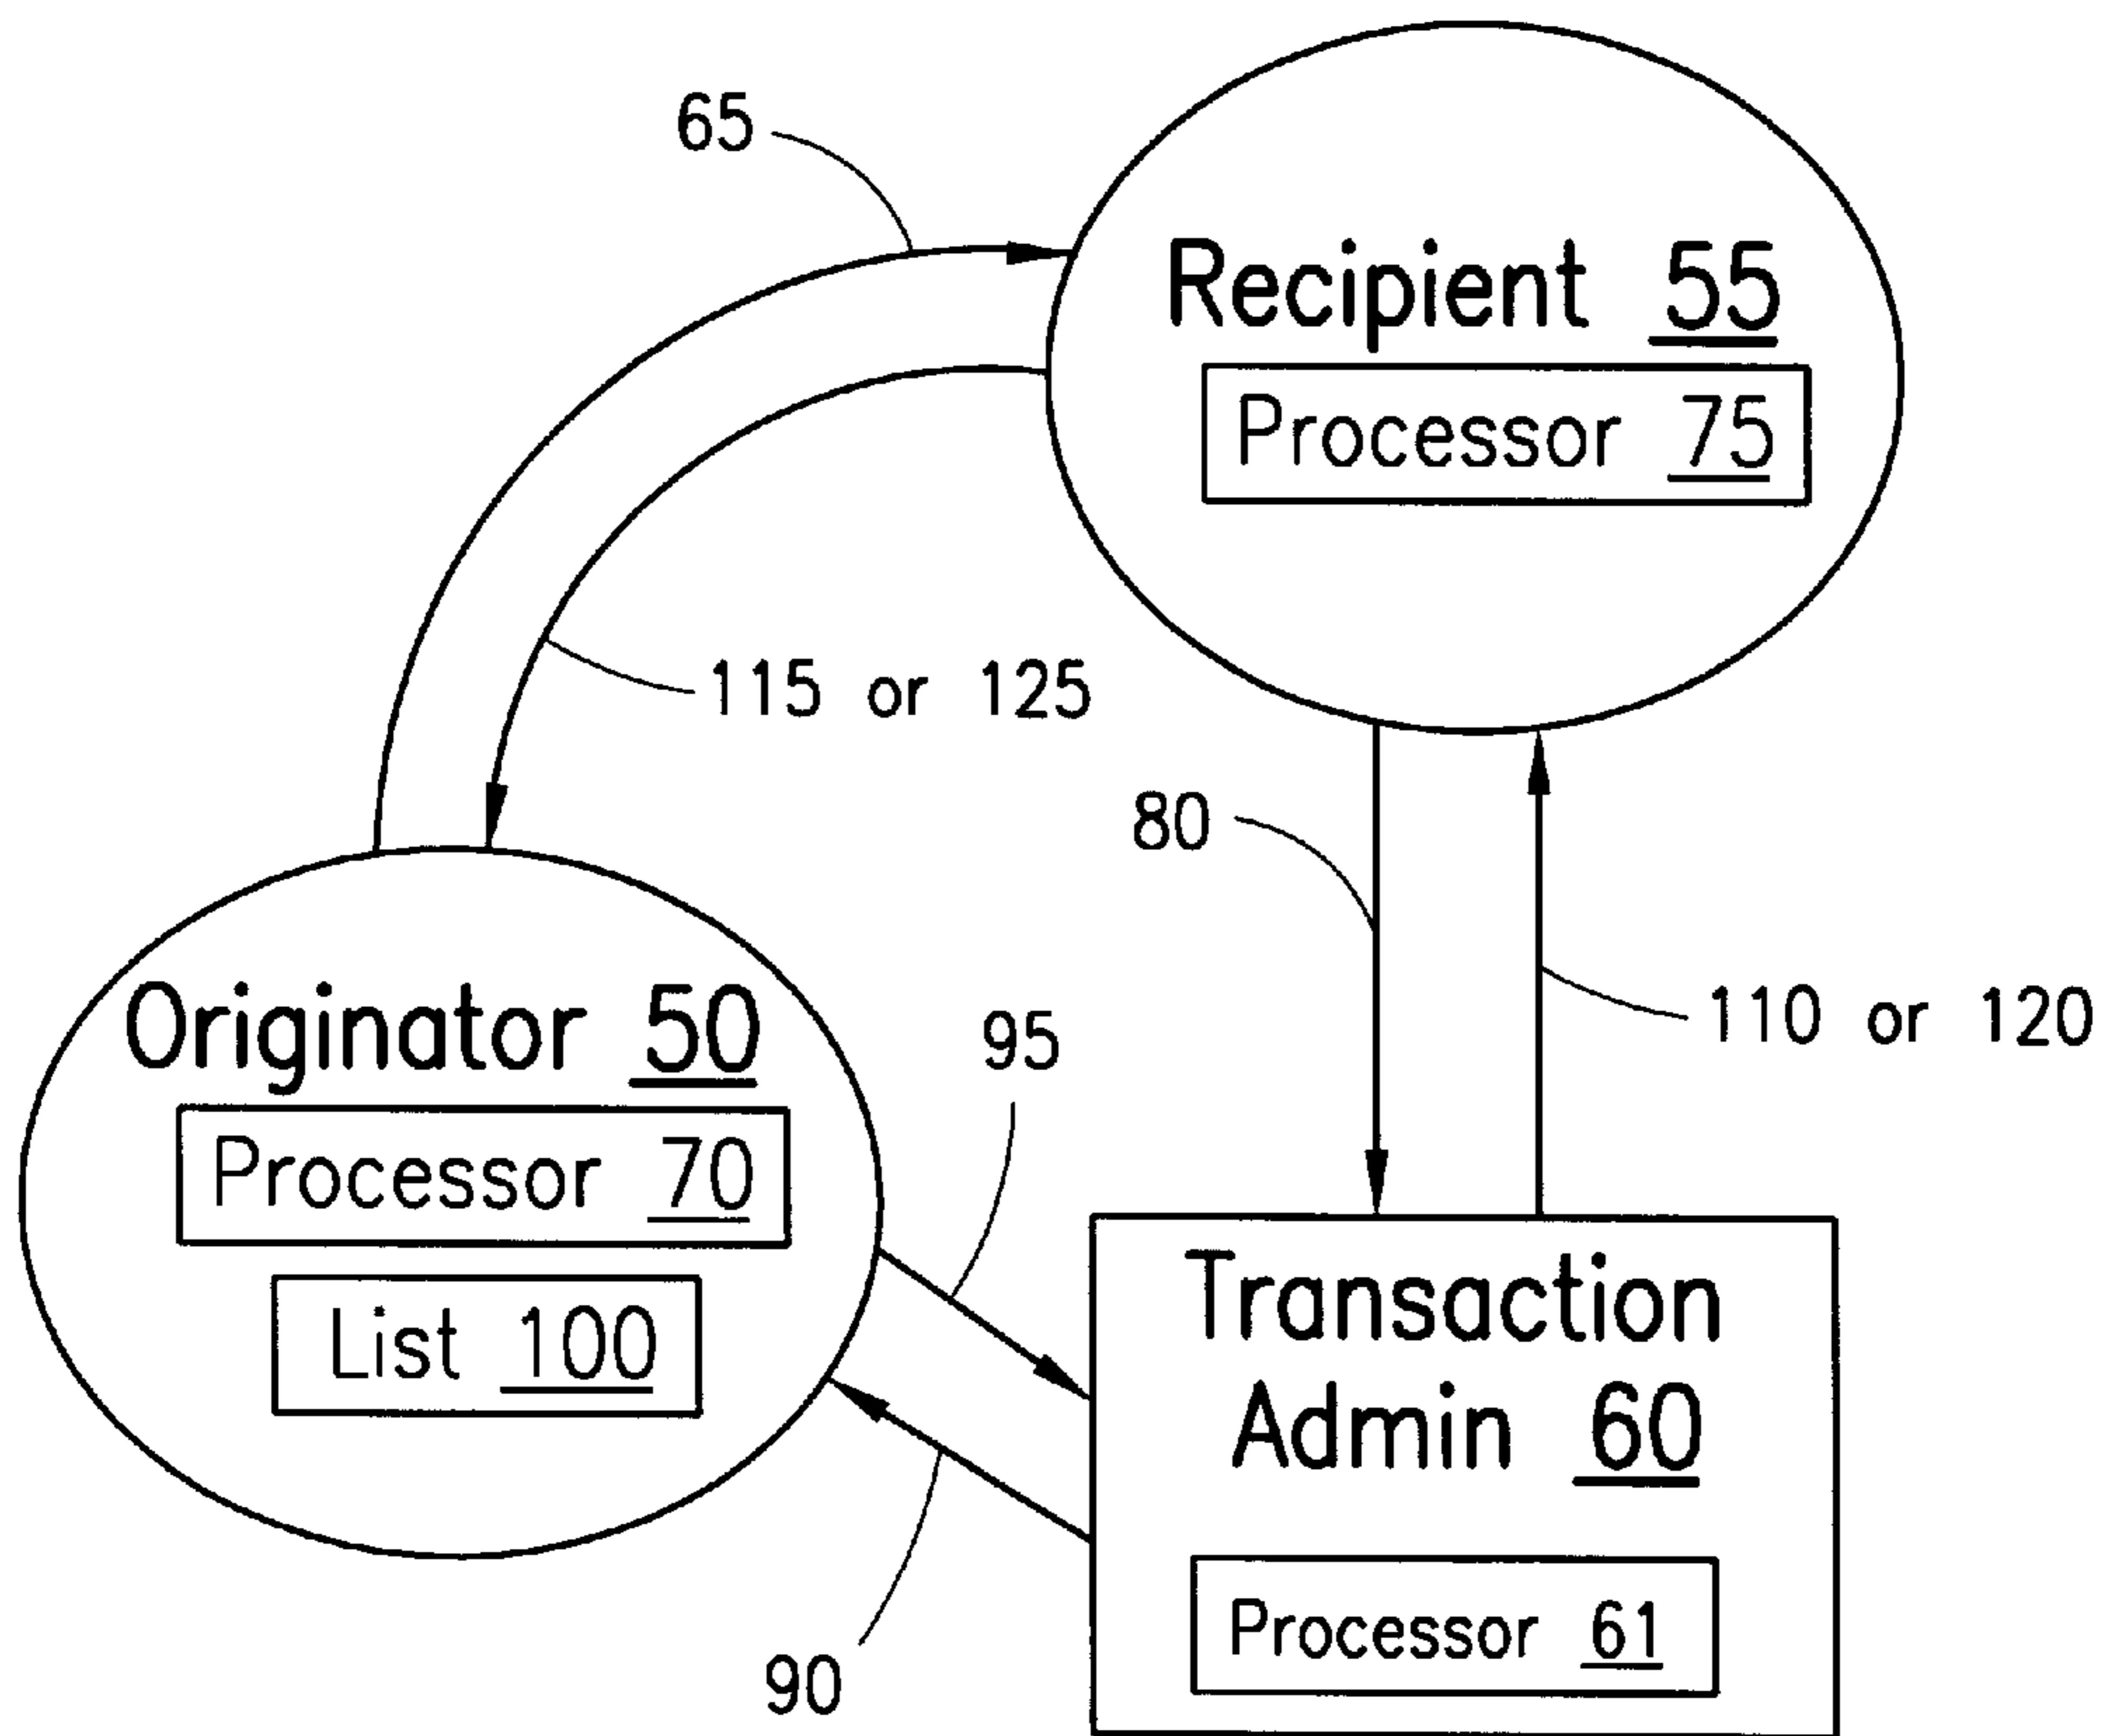 65
Recipient 55
Processor 75
115 or 125
80
110 or 120
Originator 50
95
Processor 70
List 100
Transaction
Admin 60
Processor 61
90